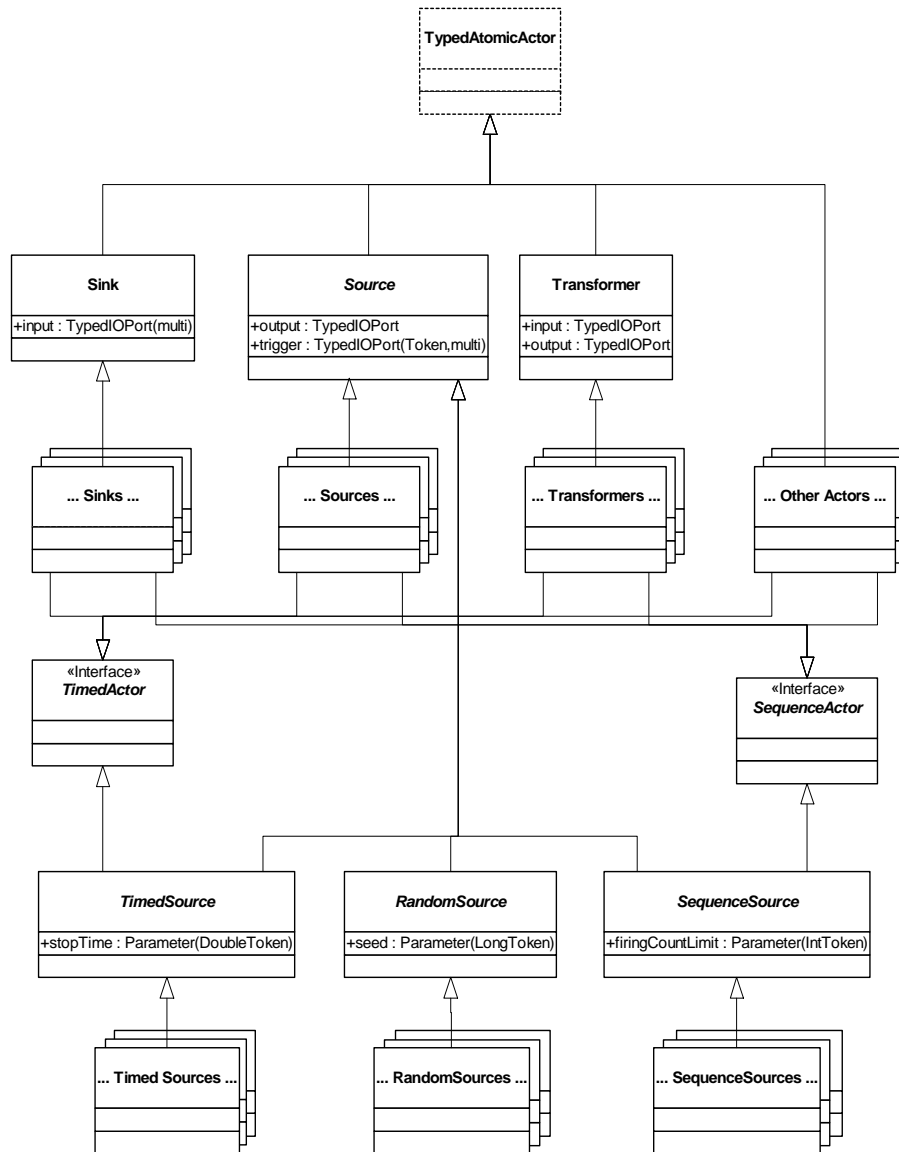 TypedAtomicActor
Sink
+input : TypedIOPort(multi)
Source
+output : TypedIOPort
+trigger : TypedIOPort(Token,multi)
Transformer
+input : TypedIOPort
+output : TypedIOPort
... Sinks ...
... Sources ...
... Transformers ...
... Other Actors ...
«Interface»
TimedActor
«Interface»
SequenceActor
TimedSource
+stopTime : Parameter(DoubleToken)
RandomSource
+seed : Parameter(LongToken)
SequenceSource
+firingCountLimit : Parameter(IntToken)
... Timed Sources ...
... RandomSources ...
... SequenceSources ...